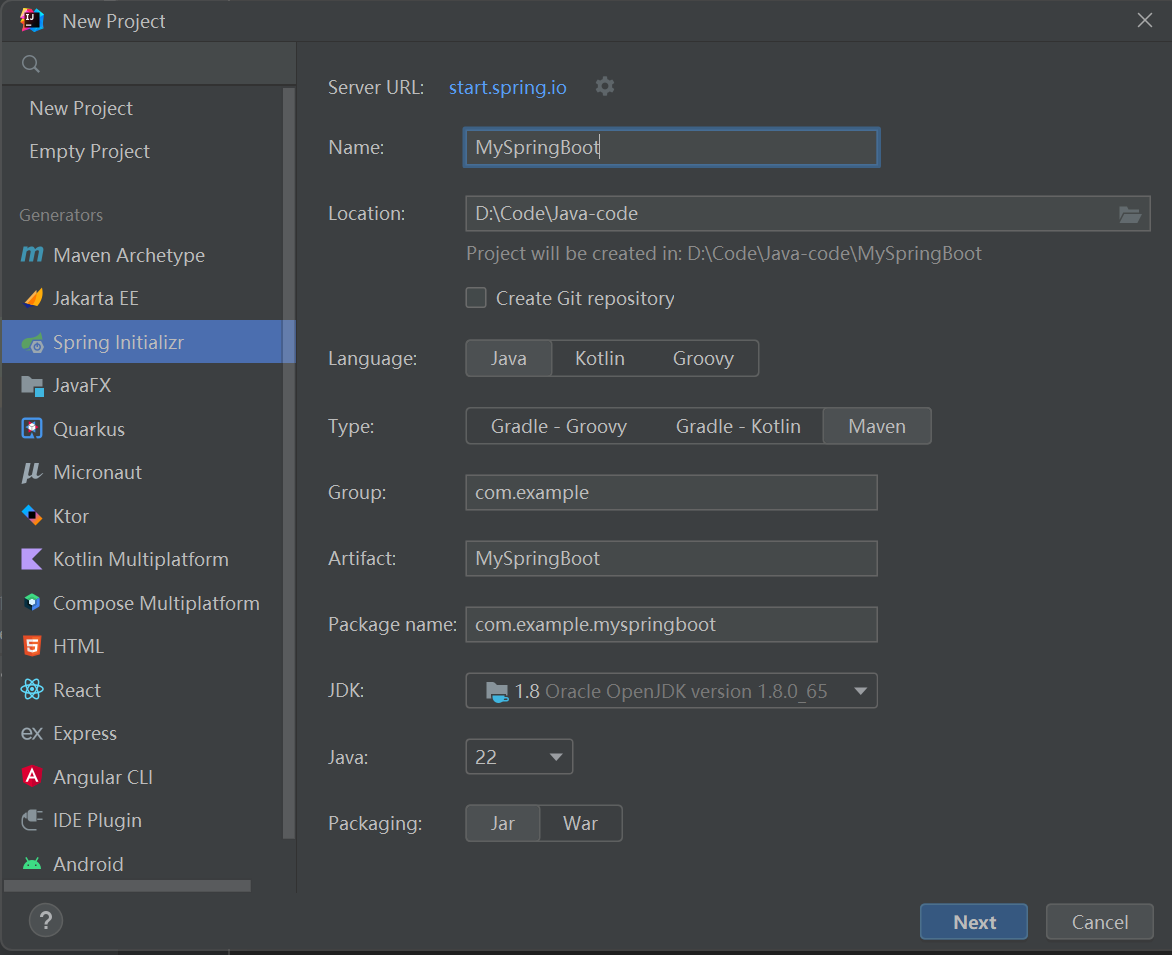 New Project
Server URL: start.spring.io
New Project
Name: MySpringBoot
Empty Project
Location: D:\Code\Java-code
Generators
Project will be created in: D:\Code\Java-code\MySpringBoot
Maven Archetype
Jakarta EE
Create Git repository
Spring Initializr
Language: Java Kotlin Groovy
JavaFX
Quarkus
Type: Gradle - Groovy Gradle - Kotlin Maven
Micronaut
Group: com.example
Ktor
Kotlin Multiplatform
Artifact: MySpringBoot
Compose Multiplatform
Package name: com.example.myspringboot
HTML
React
JDK: 1.8 Oracle OpenJDK version 1.8.0_65
ex Express
Java: 22
Angular CLI
IDE Plugin
Packaging: Jar War
Android
? Next Cancel